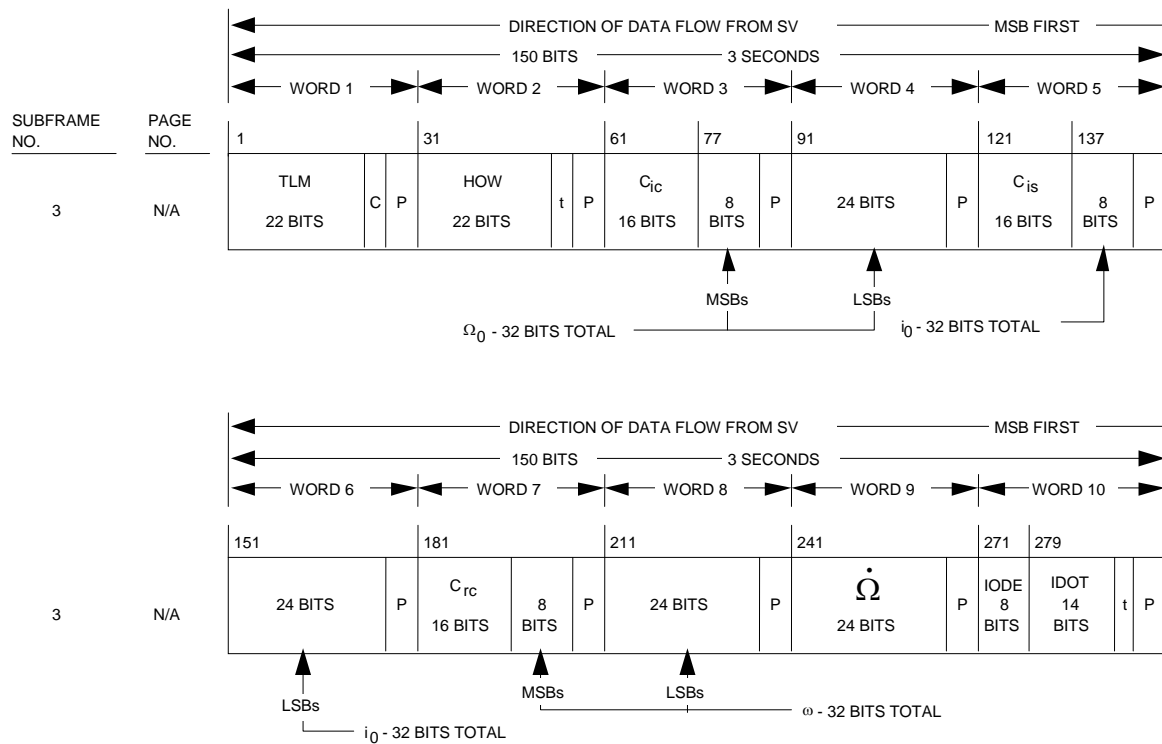 DIRECTION OF DATA FLOW FROM SV MSB FIRST
150 BITS 3 SECONDS
WORD 1 WORD 2 WORD 3 WORD 4 WORD 5
SUBFRAME NO. PAGE NO. 1 31 61 77 91 121 137
3 N/A TLM 22 BITS C P HOW 22 BITS t P Cic 16 BITS 8 BITS P 24 BITS P Cis 16 BITS 8 BITS P
MSBs LSBs
Ω0 - 32 BITS TOTAL i0 - 32 BITS TOTAL
DIRECTION OF DATA FLOW FROM SV MSB FIRST
150 BITS 3 SECONDS
WORD 6 WORD 7 WORD 8 WORD 9 WORD 10
151 181 211 241 271 279
3 N/A 24 BITS P Crc 16 BITS 8 BITS P 24 BITS P Ω̇ 24 BITS P IODE 8 BITS IDOT 14 BITS t P
LSBs MSBs LSBs
i0 - 32 BITS TOTAL ω - 32 BITS TOTAL